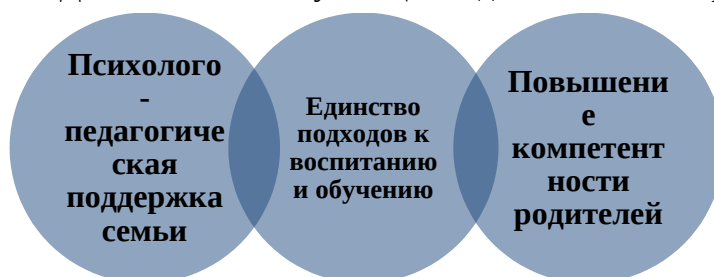 Психолого
-
педагогиче
ская
поддержка
семьи
Единство
подходов к
воспитанию
и обучению
Повышени
е
компетент
ности
родителей